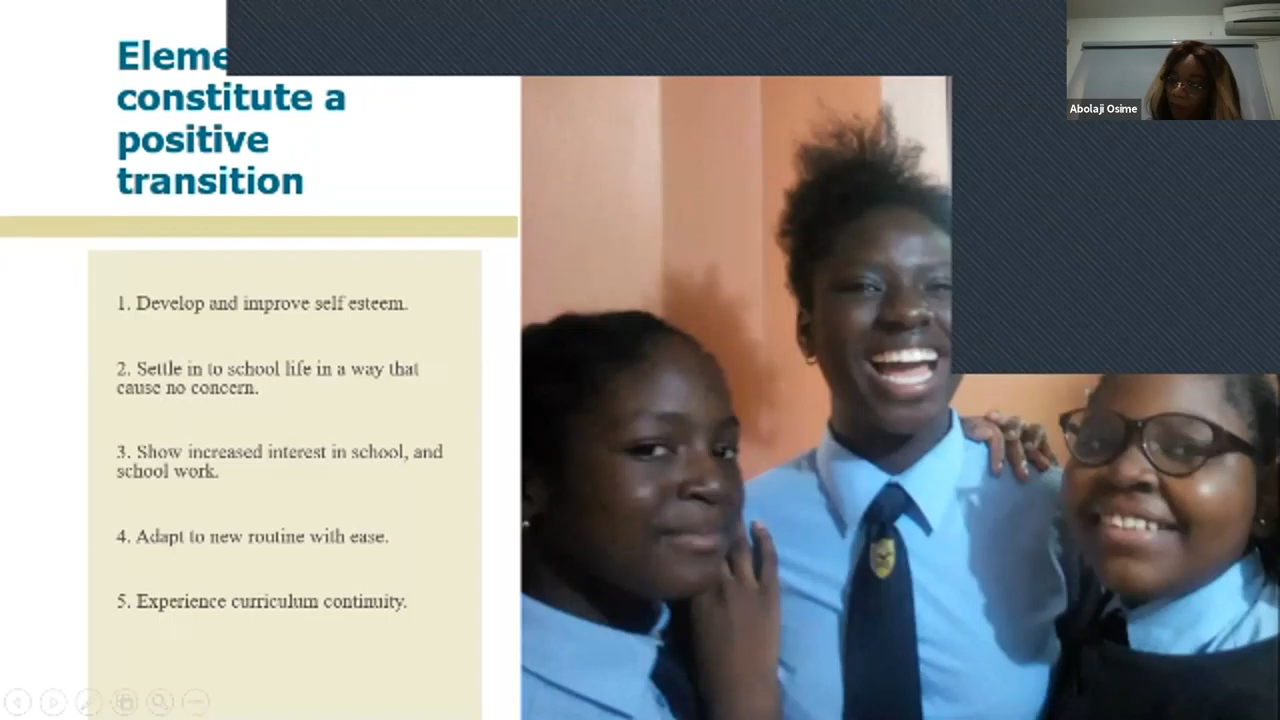 Eleme
constitute a
positive
transition
1. Develop and improve self esteem.
2. Settle in to school life in a way that
cause no concern.
3. Show increased interest in school, and
school work.
4. Adapt to new routine with ease.
5. Experience curriculum continuity.
Abolaji Osime